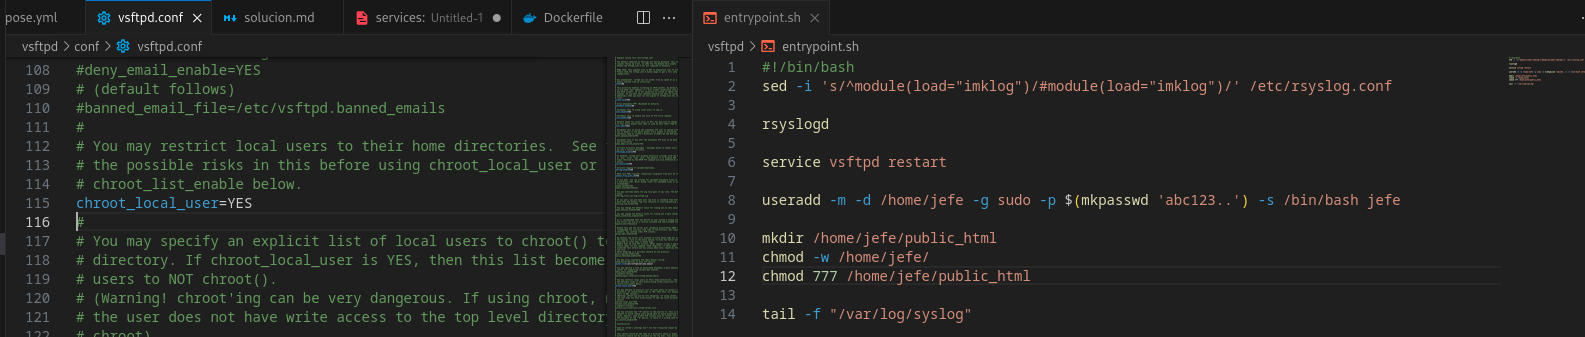 pose.yml
vsftpd.conf
solucion.md
services: Untitled-1
Dockerfile
vsftpd > conf > vsftpd.conf
108 #deny_email_enable=YES
109 # (default follows)
110 #banned_email_file=/etc/vsftpd.banned_emails
111 #
112 # You may restrict local users to their home directories.  See
113 # the possible risks in this before using chroot_local_user or
114 # chroot_list_enable below.
115 chroot_local_user=YES
116 #
117 # You may specify an explicit list of local users to chroot() to
118 # directory. If chroot_local_user is YES, then this list become
119 # users to NOT chroot().
120 # (Warning! chroot'ing can be very dangerous. If using chroot,
121 # the user does not have write access to the top level director
122 # chroot)
entrypoint.sh
vsftpd > entrypoint.sh
1 #!/bin/bash
2 sed -i 's/^module(load="imklog")/#module(load="imklog")/' /etc/rsyslog.conf
3
4 rsyslogd
5
6 service vsftpd restart
7
8 useradd -m -d /home/jefe -g sudo -p $(mkpasswd 'abc123..') -s /bin/bash jefe
9
10 mkdir /home/jefe/public_html
11 chmod -w /home/jefe/
12 chmod 777 /home/jefe/public_html
13
14 tail -f "/var/log/syslog"